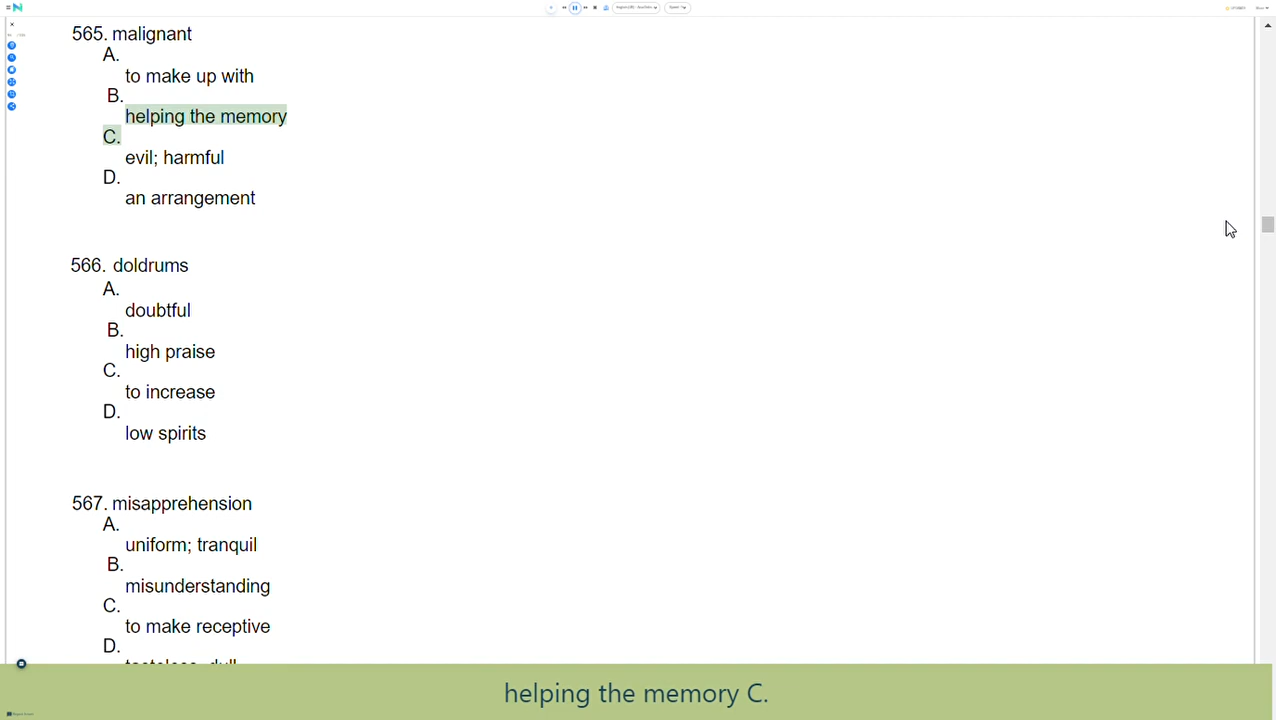 565. malignant
A.
to make up with
B.
helping the memory
C.
evil; harmful
D.
an arrangement
566. doldrums
A.
doubtful
B.
high praise
C.
to increase
D.
low spirits
567. misapprehension
A.
uniform; tranquil
B.
misunderstanding
C.
to make receptive
D.
helping the memory C.